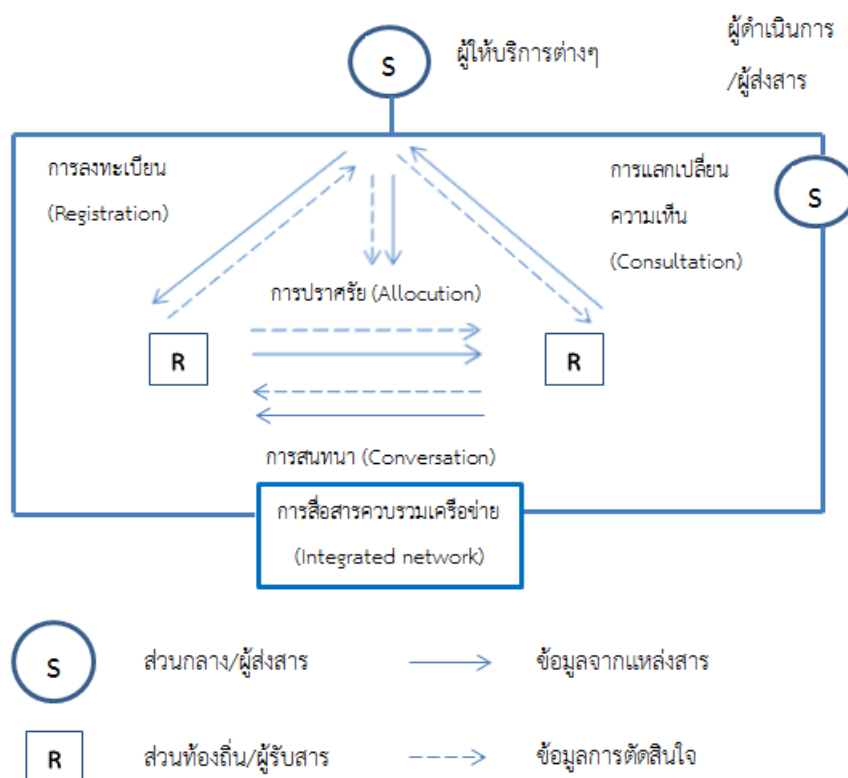 S
ผู้ให้บริการต่างๆ
ผู้ดำเนินการ
/ผู้ส่งสาร
การลงทะเบียน
(Registration)
การแลกเปลี่ยน
ความเห็น
(Consultation)
S
การปราศรัย (Allocution)
R
R
การสนทนา (Conversation)
การสื่อสารควบรวมเครือข่าย
(Integrated network)
S
ส่วนกลาง/ผู้ส่งสาร
ข้อมูลจากแหล่งสาร
R
ส่วนท้องถิ่น/ผู้รับสาร
ข้อมูลการตัดสินใจ